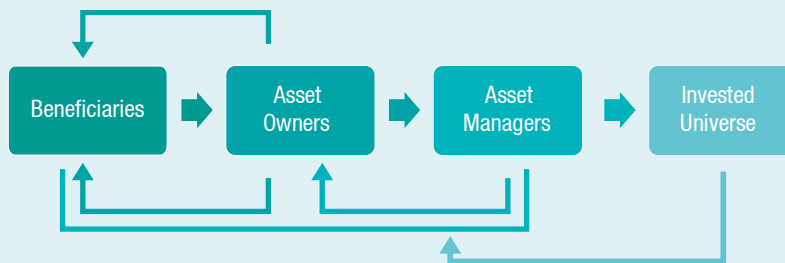 Beneficiaries
Asset
Owners
Asset
Managers
Invested
Universe